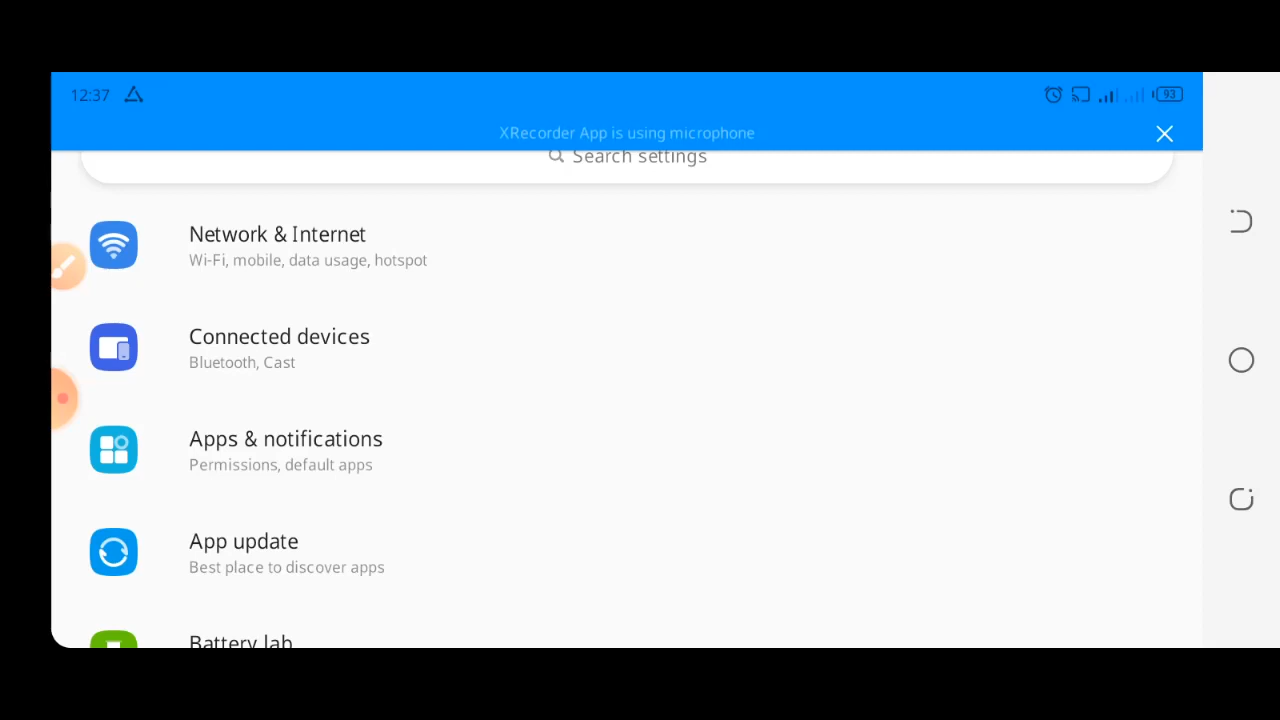 12:37
93
XRecorder App is using microphone
Search settings
Network & Internet
Wi-Fi, mobile, data usage, hotspot
Connected devices
Bluetooth, Cast
Apps & notifications
Permissions, default apps
App update
Best place to discover apps
Battery lab